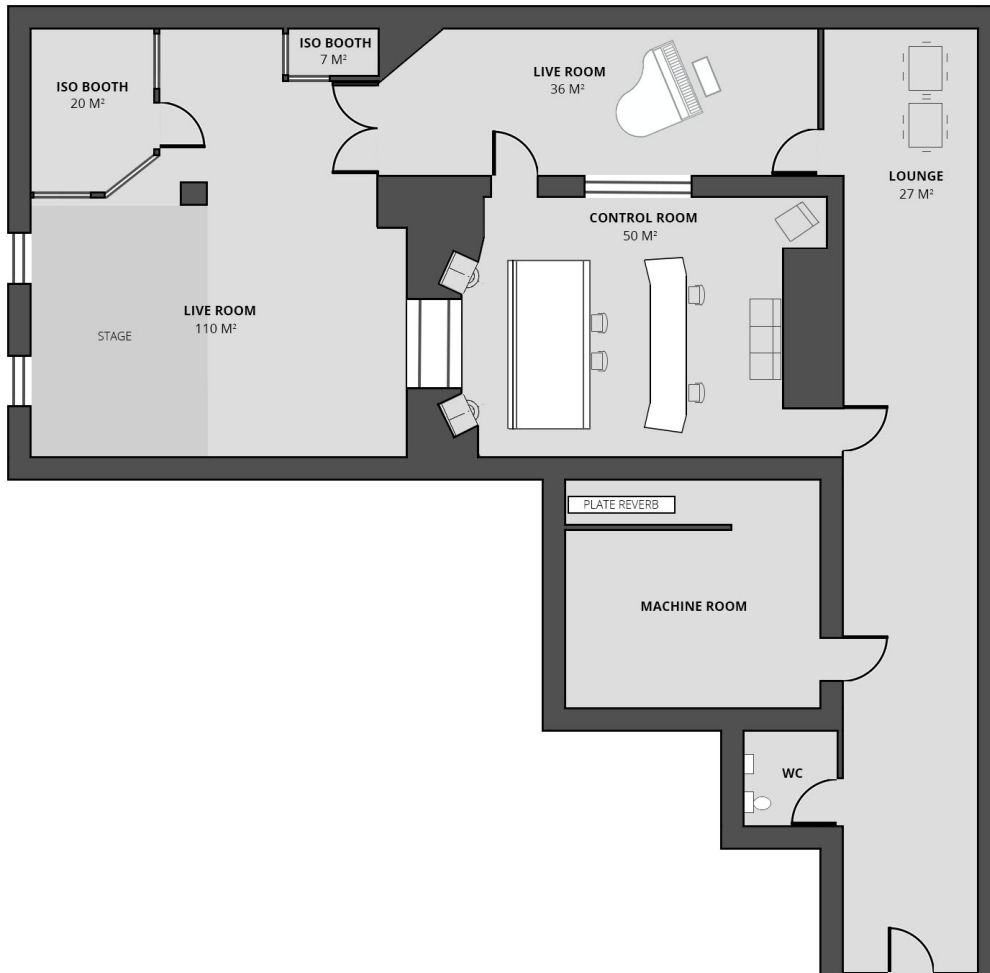 ISO BOOTH
20 M²
ISO BOOTH
7 M²
LIVE ROOM
36 M²
LOUNGE
27 M²
CONTROL ROOM
50 M²
LIVE ROOM
110 M²
STAGE
PLATE REVERB
MACHINE ROOM
WC